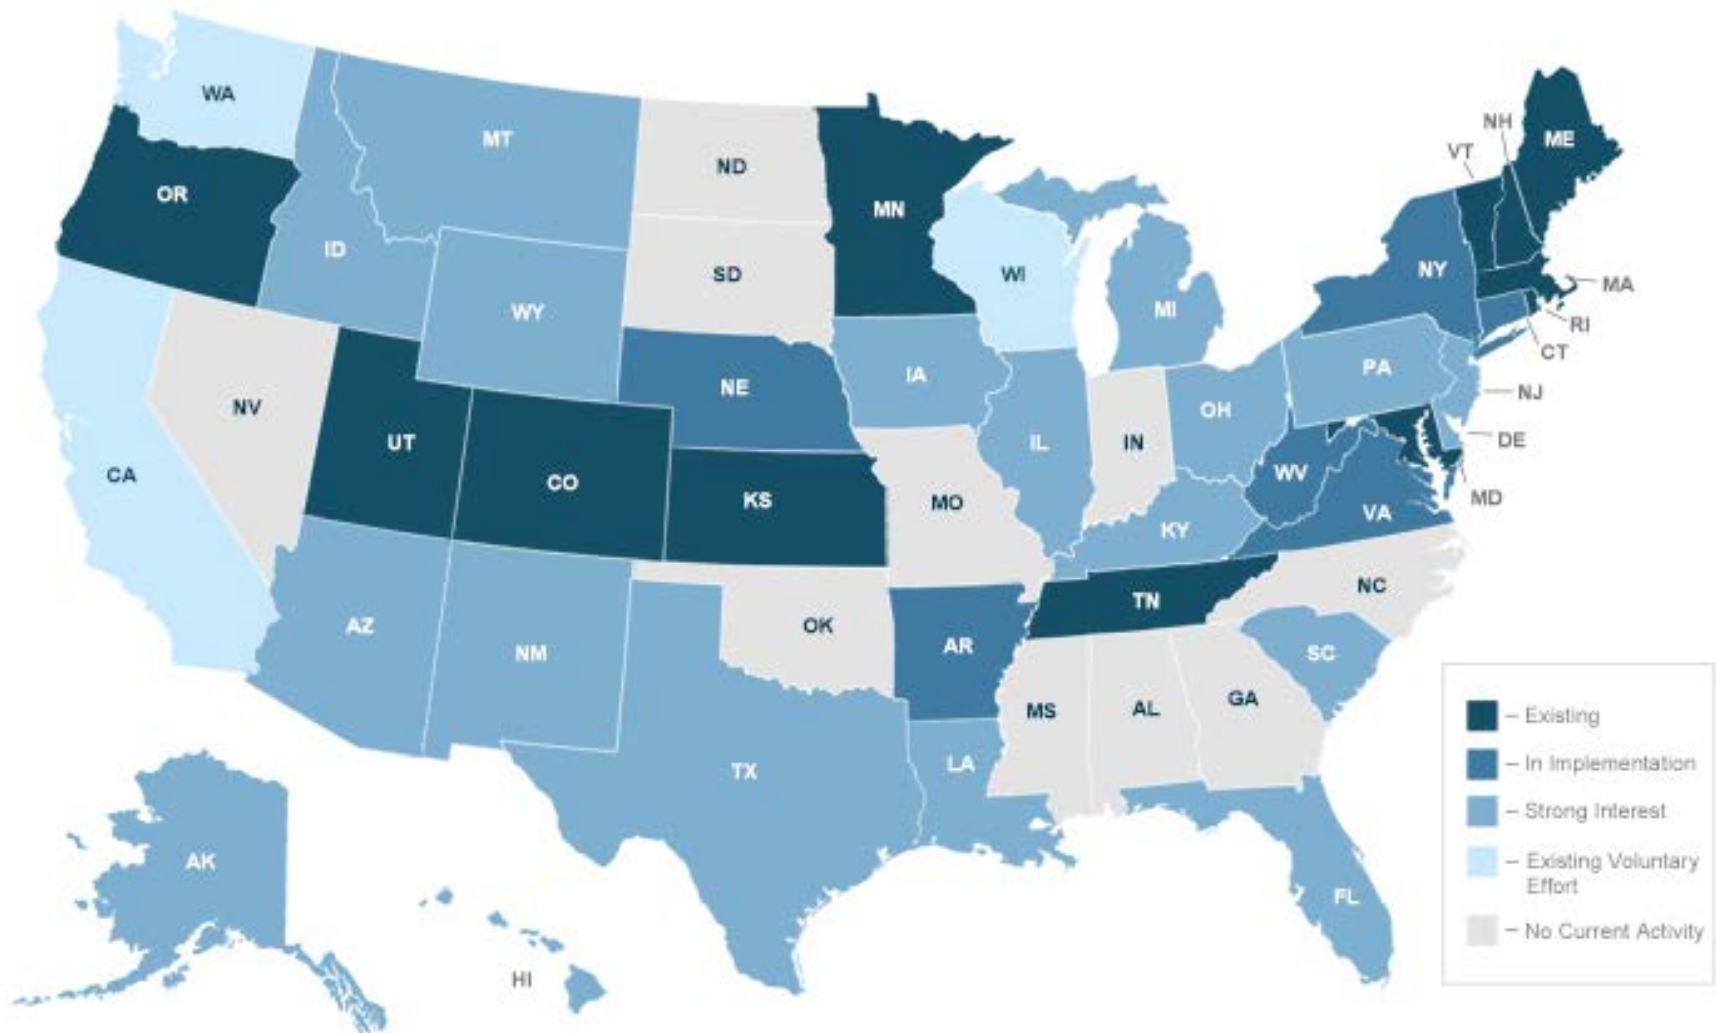 WA
MT
ND
MN
OR
ID
SD
WI
WY
MI
NH
VT
ME
NY
MA
RI
CT
NV
UT
CO
NE
IA
IL
IN
OH
PA
NJ
DE
MD
CA
KS
MO
KY
WV
VA
AZ
NM
OK
AR
TN
NC
SC
TX
LA
MS
AL
GA
FL
AK
HI
– Existing
– In Implementation
– Strong Interest
– Existing Voluntary
Effort
– No Current Activity